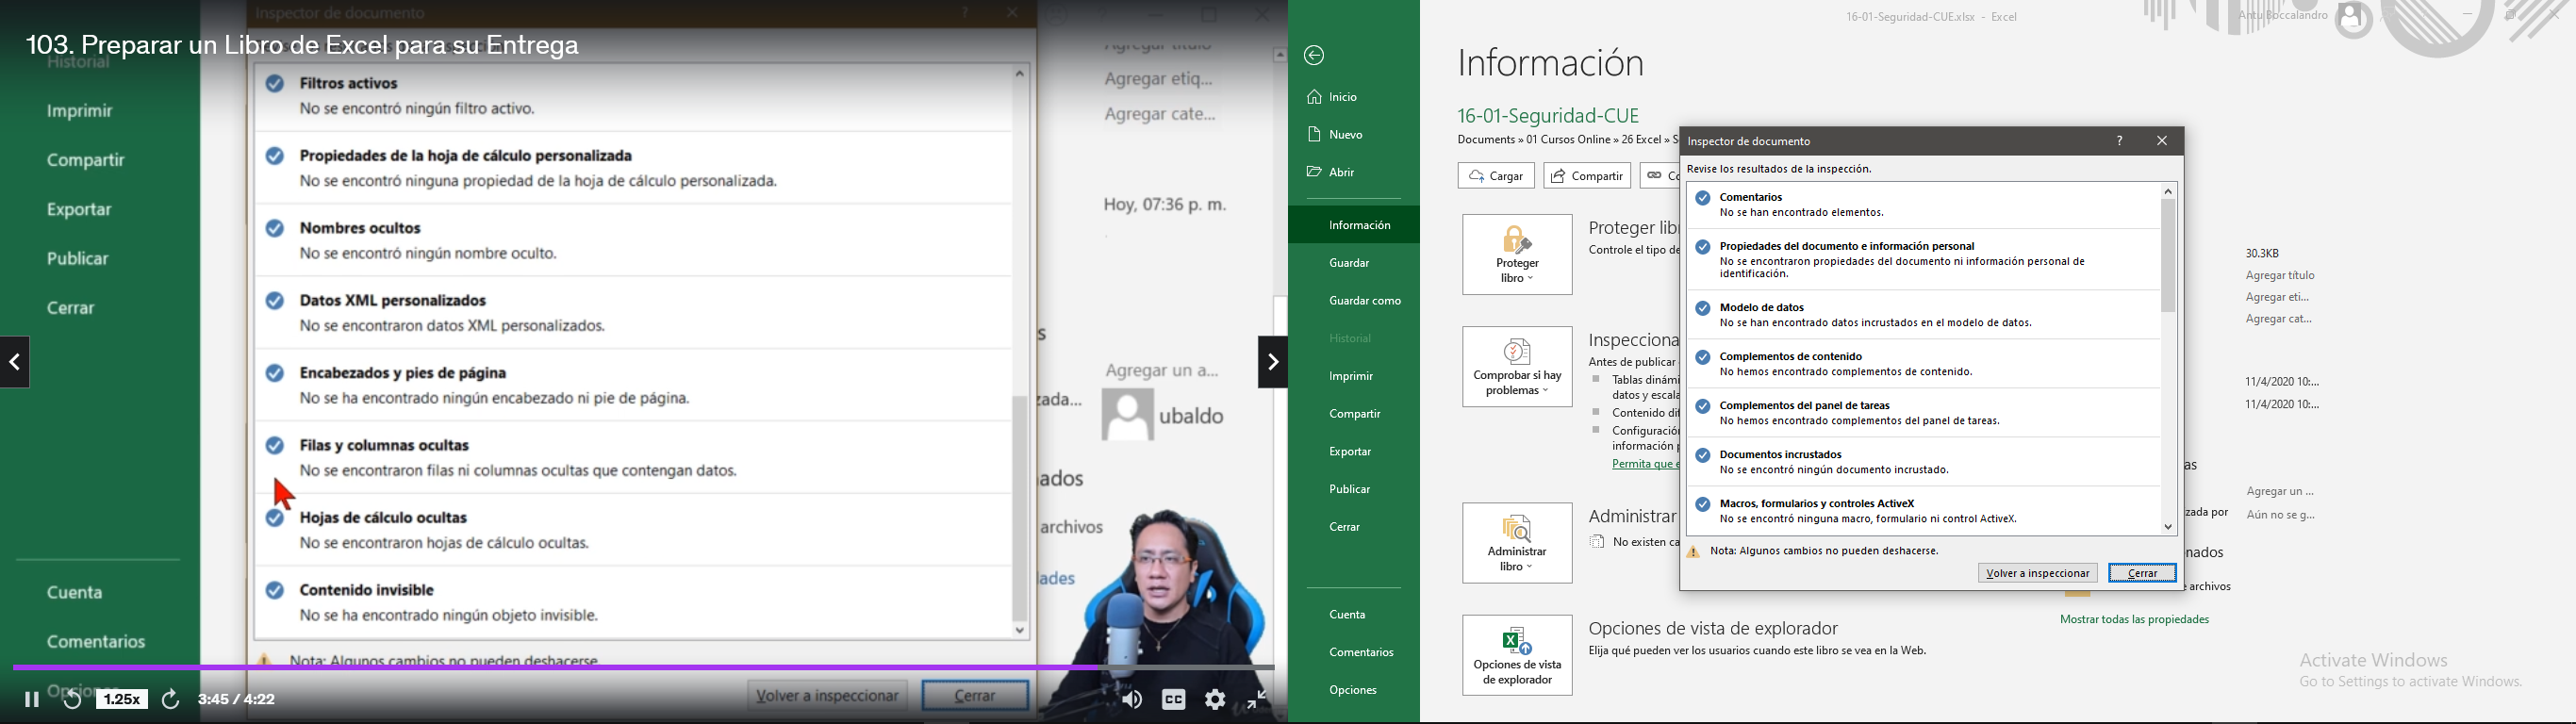 Inspector de documento
103. Preparar un Libro de Excel para su Entrega
Historial
Imprimir
Compartir
Exportar
Publicar
Cerrar
Cuenta
Comentarios
Filtros activos
No se encontró ningún filtro activo.
Propiedades de la hoja de cálculo personalizada
No se encontró ninguna propiedad de la hoja de cálculo personalizada.
Nombres ocultos
No se encontró ningún nombre oculto.
Datos XML personalizados
No se encontraron datos XML personalizados.
Encabezados y pies de página
No se ha encontrado ningún encabezado ni pie de página.
Filas y columnas ocultas
No se encontraron filas ni columnas ocultas que contengan datos.
Hojas de cálculo ocultas
No se encontraron hojas de cálculo ocultas.
Contenido invisible
No se ha encontrado ningún objeto invisible.
Nota: Algunos cambios no pueden deshacerse.
Volver a inspeccionar
Cerrar
Agregar título
Agregar etiq...
Agregar cate...
Hoy, 07:36 p. m.
s
Agregar un a...
zada...
ubaldo
ados
archivos
ades
1.25x
3:45 / 4:22
CC
16-01-Seguridad-CUE.xlsx - Excel
Antu Boccalandro
Inicio
Nuevo
Abrir
Información
Guardar
Guardar como
Historial
Imprimir
Compartir
Exportar
Publicar
Cerrar
Cuenta
Comentarios
Opciones
Información
16-01-Seguridad-CUE
Documents » 01 Cursos Online » 26 Excel » S
Cargar
Compartir
Co
Proteger
libro
Proteger lib
Controle el tipo de
Comprobar si hay
problemas
Inspecciona
Antes de publicar
Tablas dinámi
datos y escala
Contenido dif
Configuración
información p
Permita que e
Administrar
libro
Administrar
No existen ca
Opciones de vista
de explorador
Opciones de vista de explorador
Elija qué pueden ver los usuarios cuando este libro se vea en la Web.
Inspector de documento
Revise los resultados de la inspección.
Comentarios
No se han encontrado elementos.
Propiedades del documento e información personal
No se encontraron propiedades del documento ni información personal de
identificación.
Modelo de datos
No se han encontrado datos incrustados en el modelo de datos.
Complementos de contenido
No hemos encontrado complementos de contenido.
Complementos del panel de tareas
No hemos encontrado complementos del panel de tareas.
Documentos incrustados
No se encontró ningún documento incrustado.
Macros, formularios y controles ActiveX
No se encontró ninguna macro, formulario ni control ActiveX.
Nota: Algunos cambios no pueden deshacerse.
Volver a inspeccionar
Cerrar
30.3KB
Agregar título
Agregar eti...
Agregar cat...
11/4/2020 10:...
11/4/2020 10:...
as
Agregar un ...
zada por
Aún no se g...
nados
archivos
Mostrar todas las propiedades
Activate Windows
Go to Settings to activate Windows.